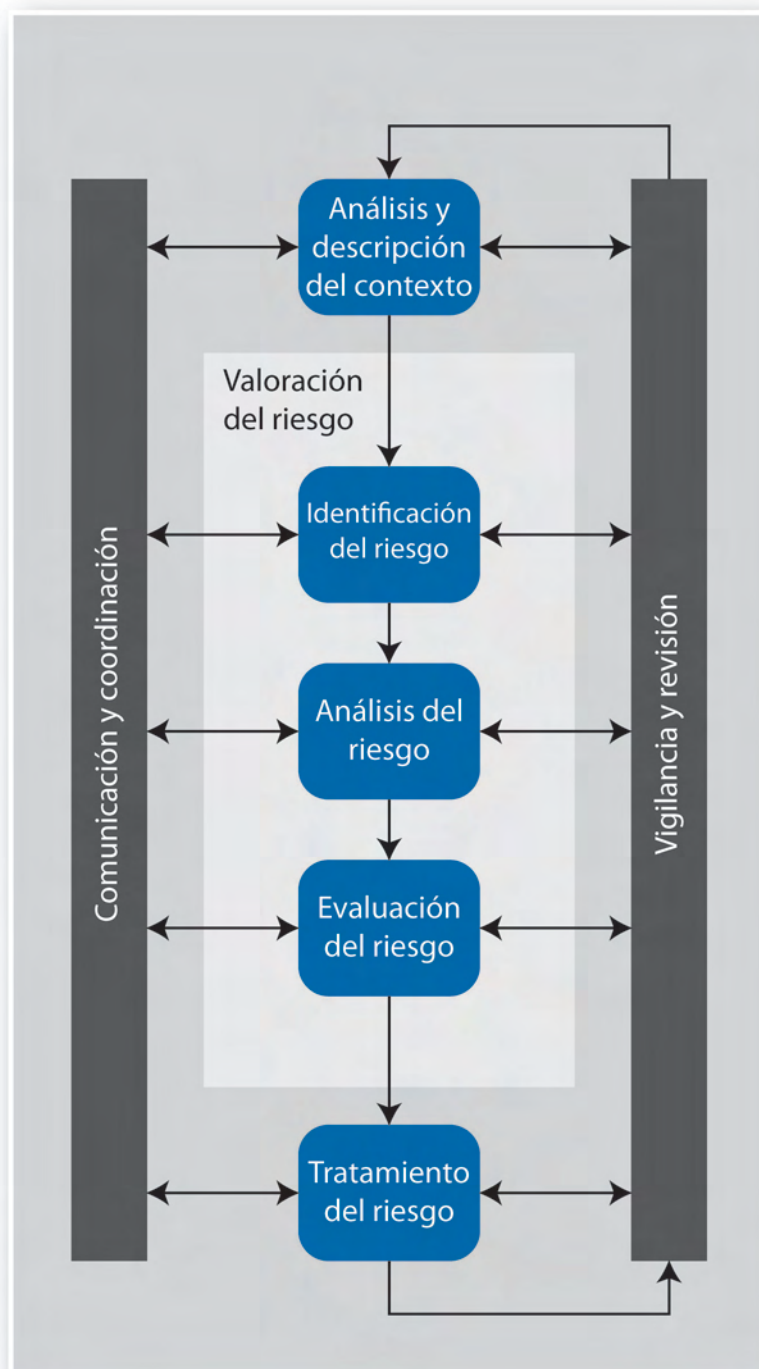 Análisis y
descripción
del contexto
Valoración
del riesgo
Identificación
del riesgo
Análisis del
riesgo
Evaluación
del riesgo
Tratamiento
del riesgo
Comunicación y coordinación
Vigilancia y revisión